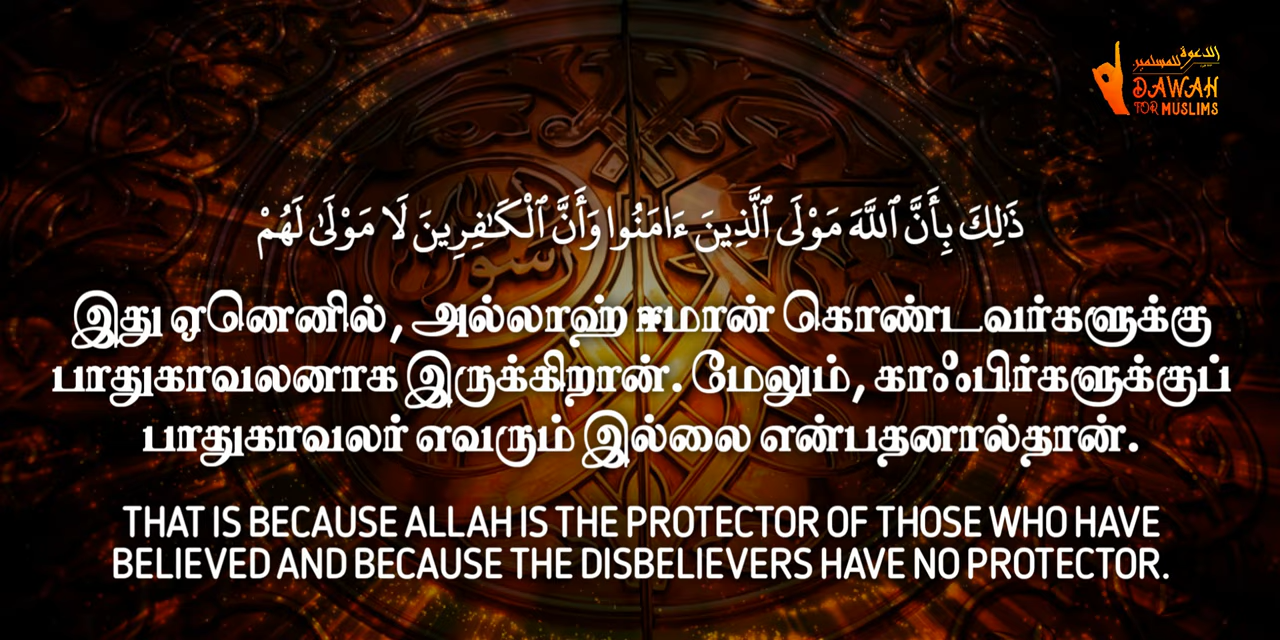 الدعوة للمسلمين
DAWAH
FOR MUSLIMS
ذَٰلِكَ بِأَنَّ ٱللَّهَ مَوْلَى ٱلَّذِينَ ءَامَنُوا۟ وَأَنَّ ٱلْكَـٰفِرِينَ لَا مَوْلَىٰ لَهُمْ
இது ஏனெனில், அல்லாஹ் ஈமான் கொண்டவர்களுக்கு
பாதுகாவலனாக இருக்கிறான். மேலும், காஃபிர்களுக்குப்
பாதுகாவலர் எவரும் இல்லை என்பதனால்தான்.
THAT IS BECAUSE ALLAH IS THE PROTECTOR OF THOSE WHO HAVE
BELIEVED AND BECAUSE THE DISBELIEVERS HAVE NO PROTECTOR.